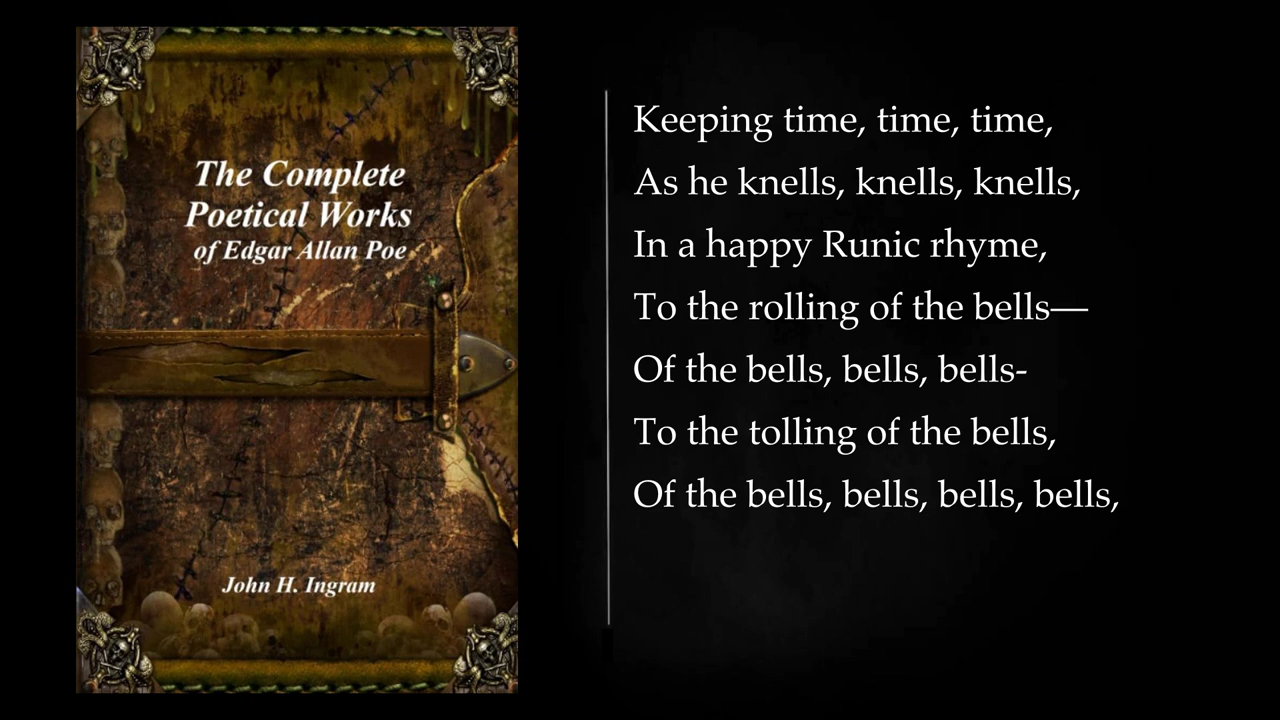 The Complete
Poetical Works
of Edgar Allan Poe
John H. Ingram
Keeping time, time, time,
As he knells, knells, knells,
In a happy Runic rhyme,
To the rolling of the bells—
Of the bells, bells, bells-
To the tolling of the bells,
Of the bells, bells, bells, bells,